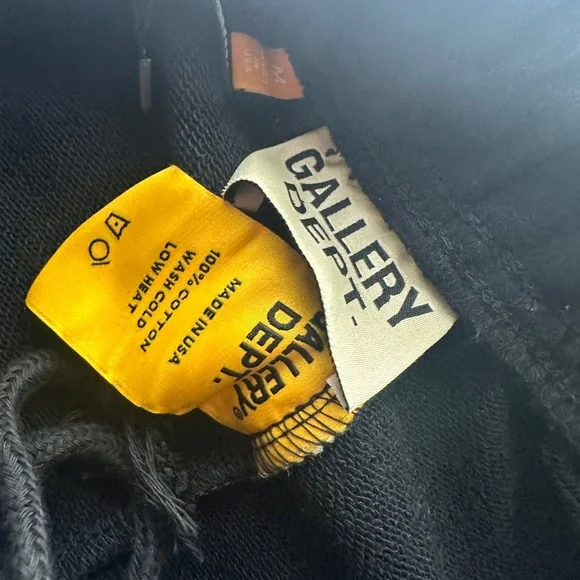 GALLERY
DEPT.
GALLERY
DEPT.
MADE IN USA
100% COTTON
WASH COLD
LOW HEAT